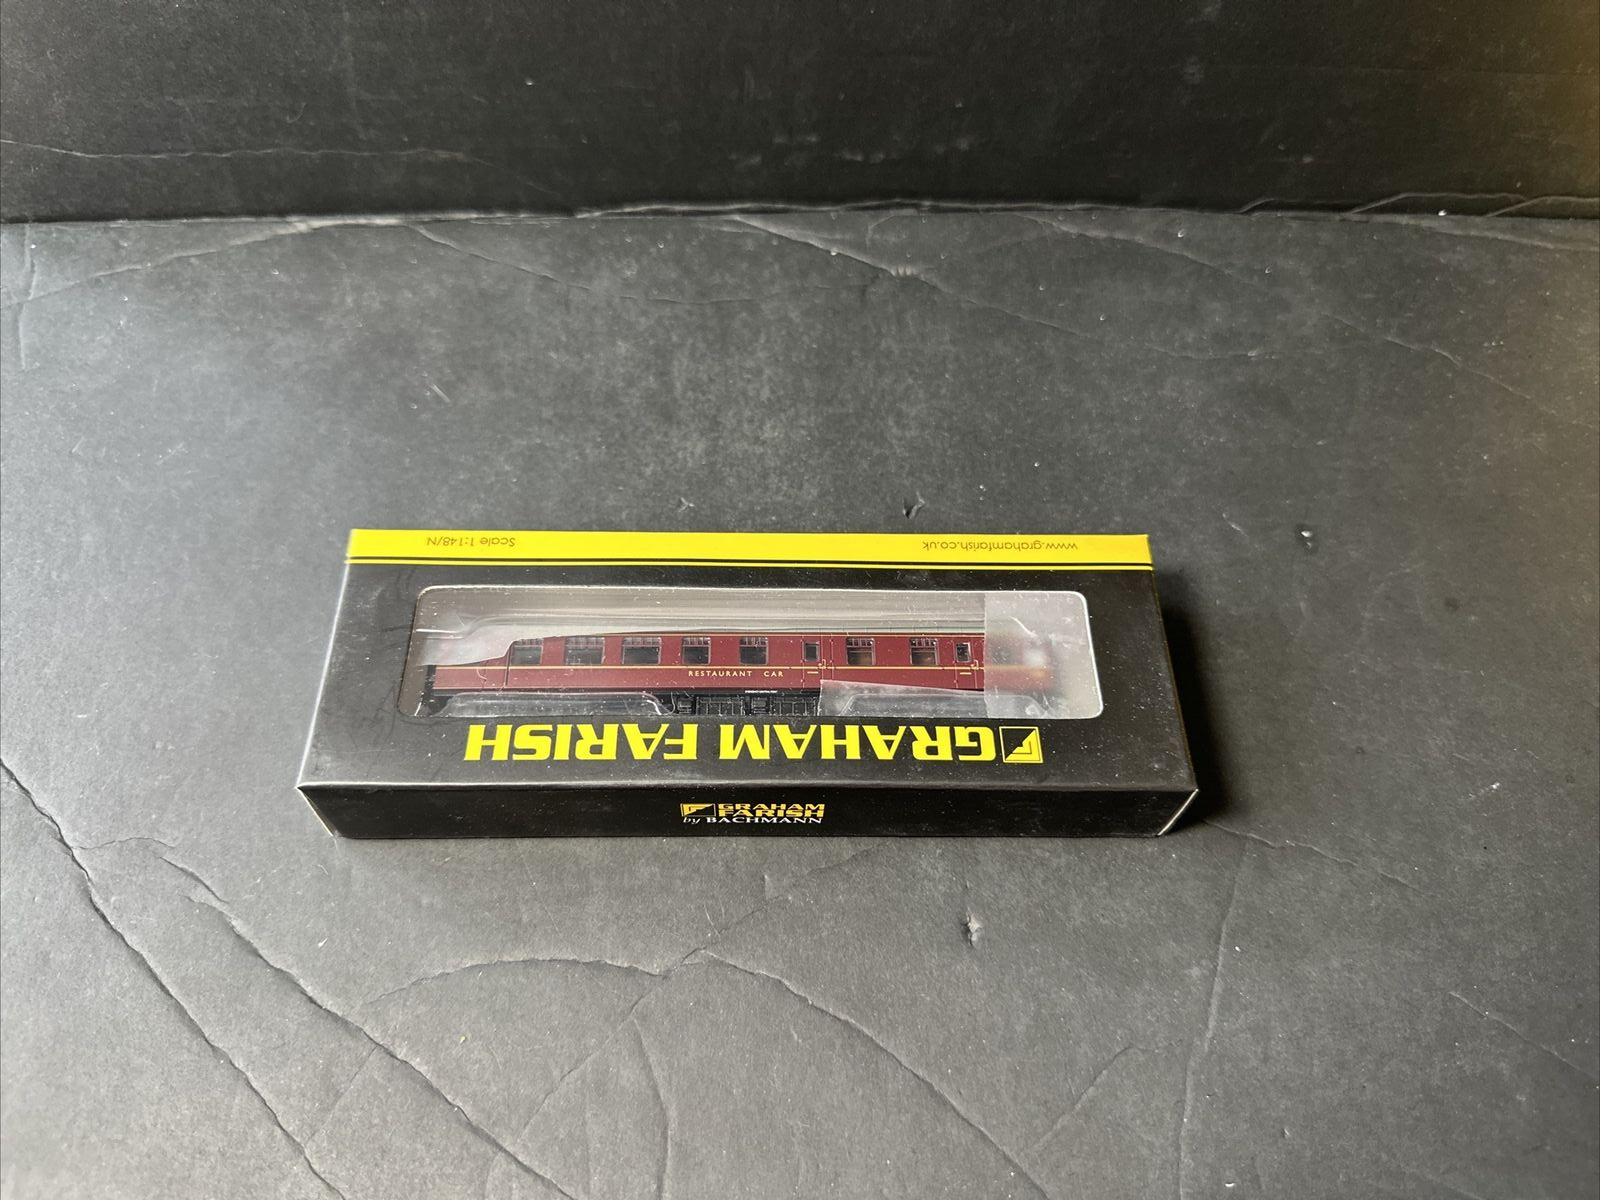 Scale 1:148/N
www.grahamfarish.co.uk
RESTAURANT CAR
GRAHAM FARISH
GRAHAM
FARISH
by BACHMANN